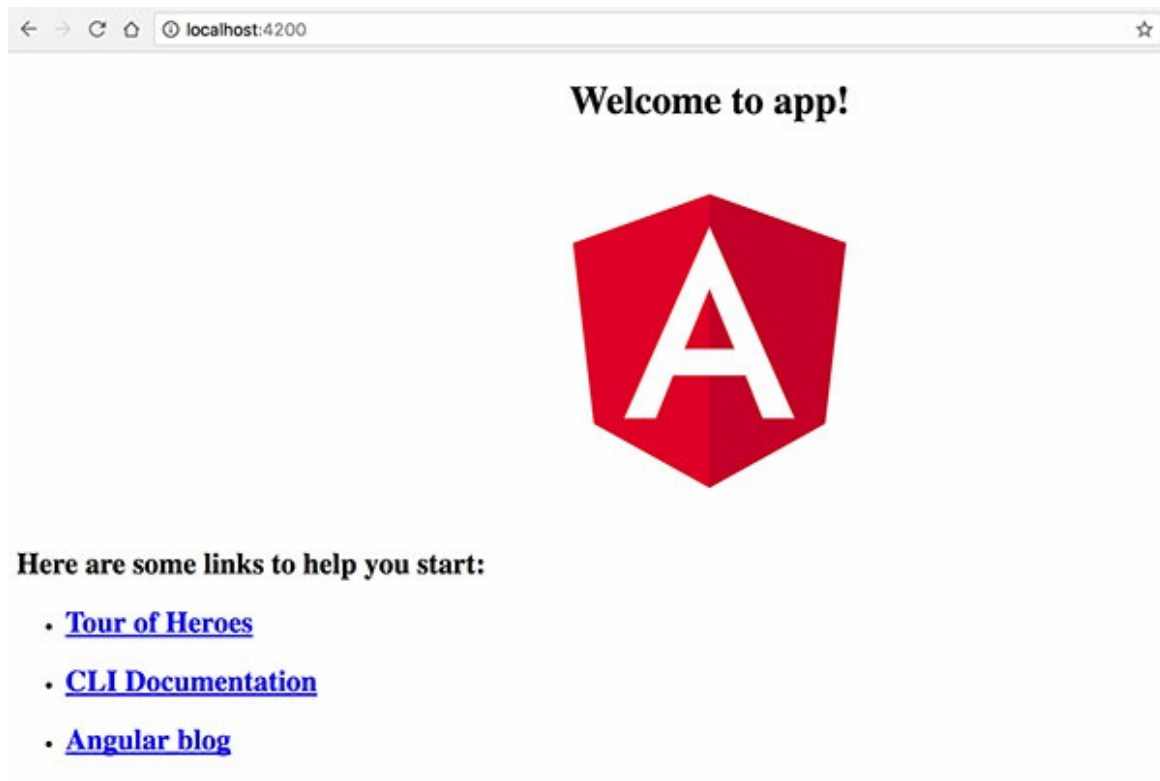 localhost:4200
Welcome to app!
A
Here are some links to help you start:
Tour of Heroes
CLI Documentation
Angular blog